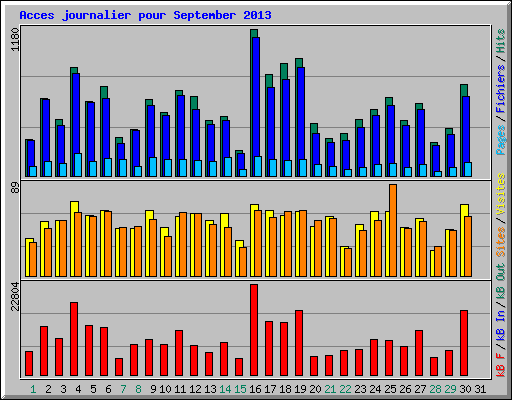 Acces journalier pour September 2013
1180
89
22804
Pages / Fichiers / Hits
Sites / Visites
kB F / kB In / kB Out
1 2 3 4 5 6 7 8 9 10 11 12 13 14 15 16 17 18 19 20 21 22 23 24 25 26 27 28 29 30 31